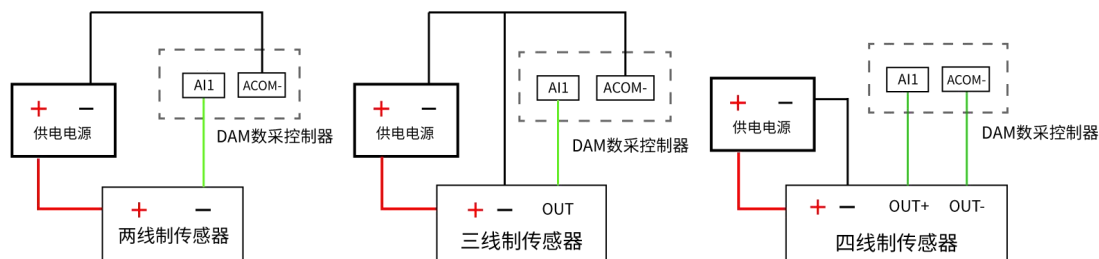 AI1
ACOM-
+ −
供电电源
DAM数采控制器
+ −
两线制传感器
AI1
ACOM-
+ −
供电电源
DAM数采控制器
+ − OUT
三线制传感器
AI1
ACOM-
+ −
供电电源
DAM数采控制器
+ − OUT+ OUT-
四线制传感器